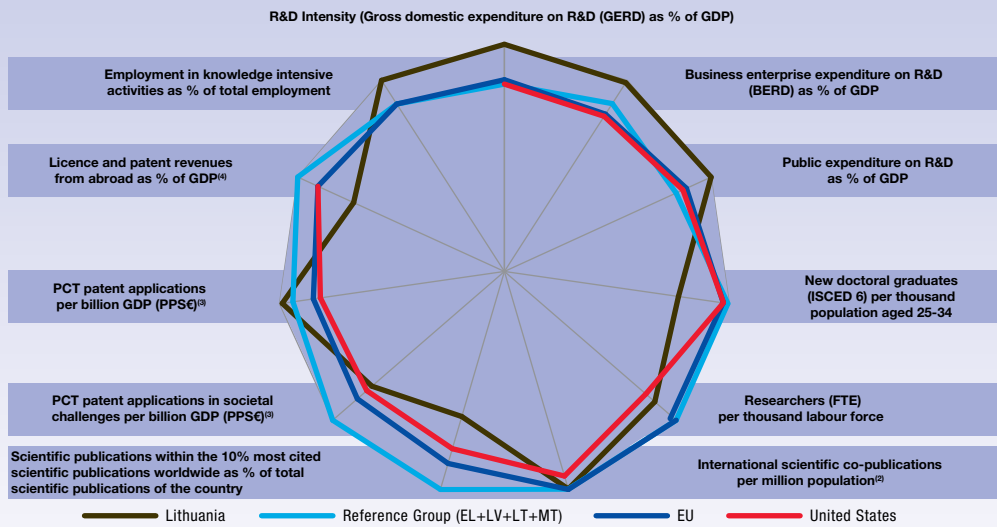 R&D Intensity (Gross domestic expenditure on R&D (GERD) as % of GDP)
Employment in knowledge intensive
activities as % of total employment
Business enterprise expenditure on R&D
(BERD) as % of GDP
Licence and patent revenues
from abroad as % of GDP(4)
Public expenditure on R&D
as % of GDP
PCT patent applications
per billion GDP (PPS€)(3)
New doctoral graduates
(ISCED 6) per thousand
population aged 25-34
PCT patent applications in societal
challenges per billion GDP (PPS€)(3)
Researchers (FTE)
per thousand labour force
Scientific publications within the 10% most cited
scientific publications worldwide as % of total
scientific publications of the country
International scientific co-publications
per million population(2)
Lithuania Reference Group (EL+LV+LT+MT) EU United States